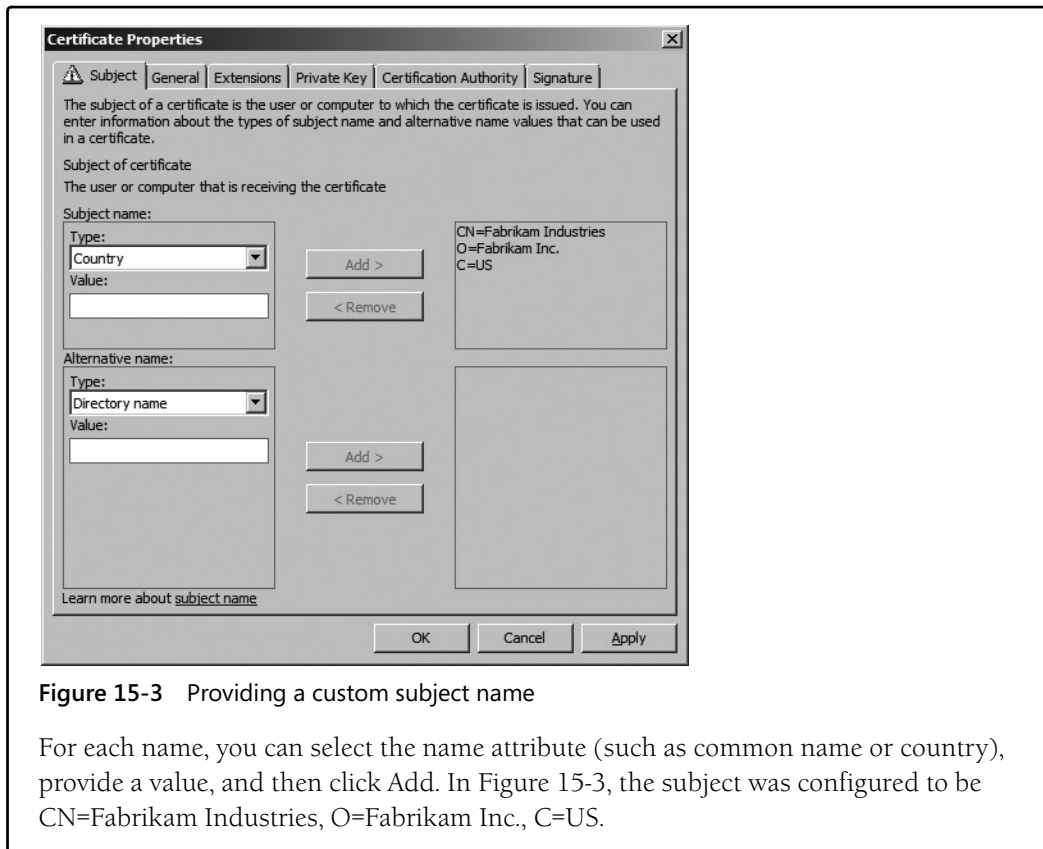 Certificate Properties
Subject General Extensions Private Key Certification Authority Signature
The subject of a certificate is the user or computer to which the certificate is issued. You can
enter information about the types of subject name and alternative name values that can be used
in a certificate.
Subject of certificate
The user or computer that is receiving the certificate
Subject name:
Type:
Country
Value:
Add >
< Remove
CN=Fabrikam Industries
O=Fabrikam Inc.
C=US
Alternative name:
Type:
Directory name
Value:
Add >
< Remove
Learn more about subject name
OK Cancel Apply
Figure 15-3 Providing a custom subject name
For each name, you can select the name attribute (such as common name or country),
provide a value, and then click Add. In Figure 15-3, the subject was configured to be
CN=Fabrikam Industries, O=Fabrikam Inc., C=US.